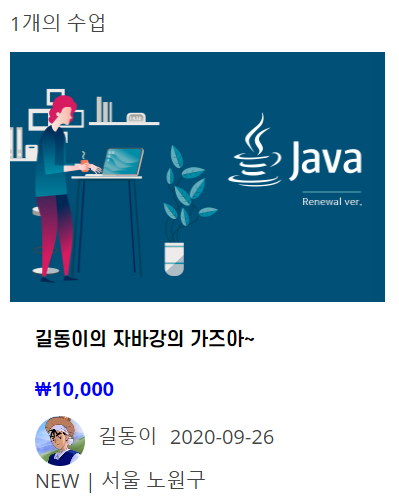 1개의 수업
Java
Renewal ver.
길동이의 자바강의 가즈아~
₩10,000
길동이 2020-09-26
NEW | 서울 노원구